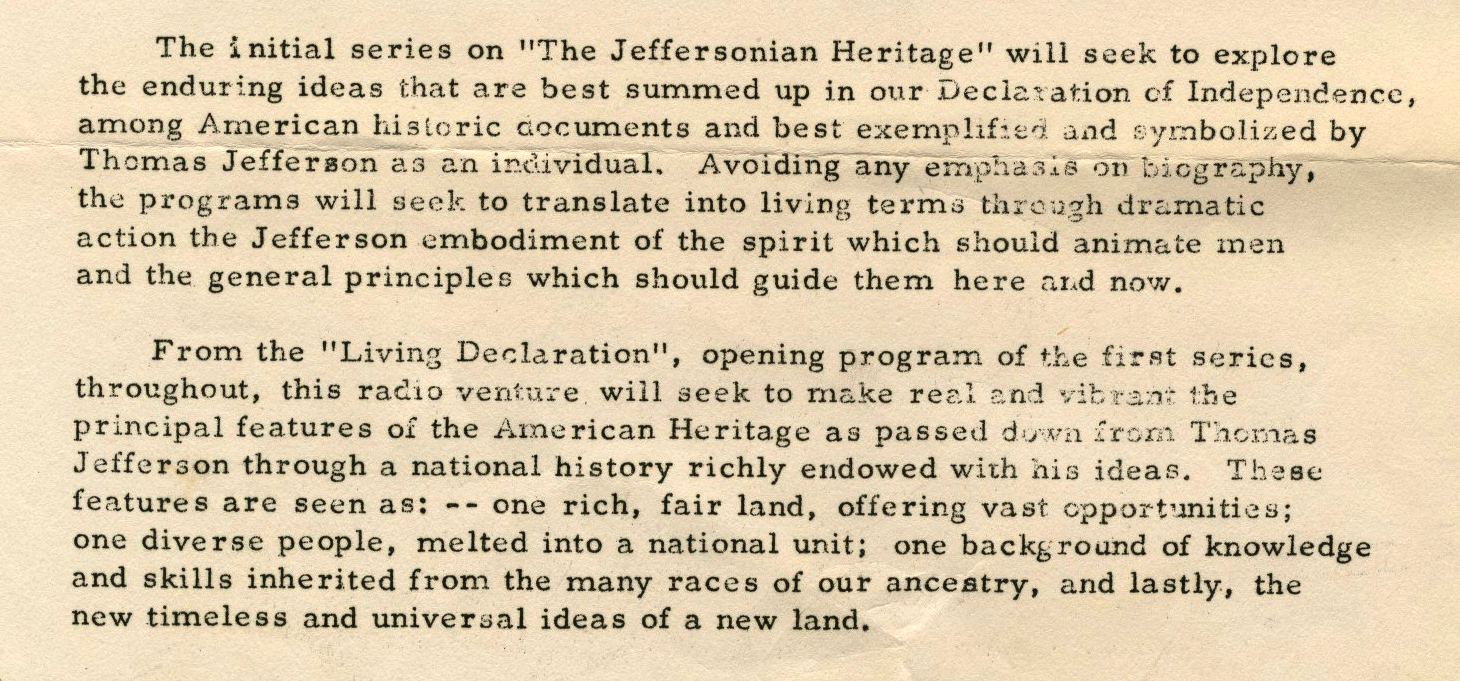 The initial series on "The Jeffersonian Heritage" will seek to explore
the enduring ideas that are best summed up in our Declaration of Independence,
among American historic documents and best exemplified and symbolized by
Thomas Jefferson as an individual. Avoiding any emphasis on biography,
the programs will seek to translate into living terms through dramatic
action the Jefferson embodiment of the spirit which should animate men
and the general principles which should guide them here and now.

From the "Living Declaration", opening program of the first series,
throughout, this radio venture will seek to make real and vibrant the
principal features of the American Heritage as passed down from Thomas
Jefferson through a national history richly endowed with his ideas. These
features are seen as: -- one rich, fair land, offering vast opportunities;
one diverse people, melted into a national unit; one background of knowledge
and skills inherited from the many races of our ancestry, and lastly, the
new timeless and universal ideas of a new land.